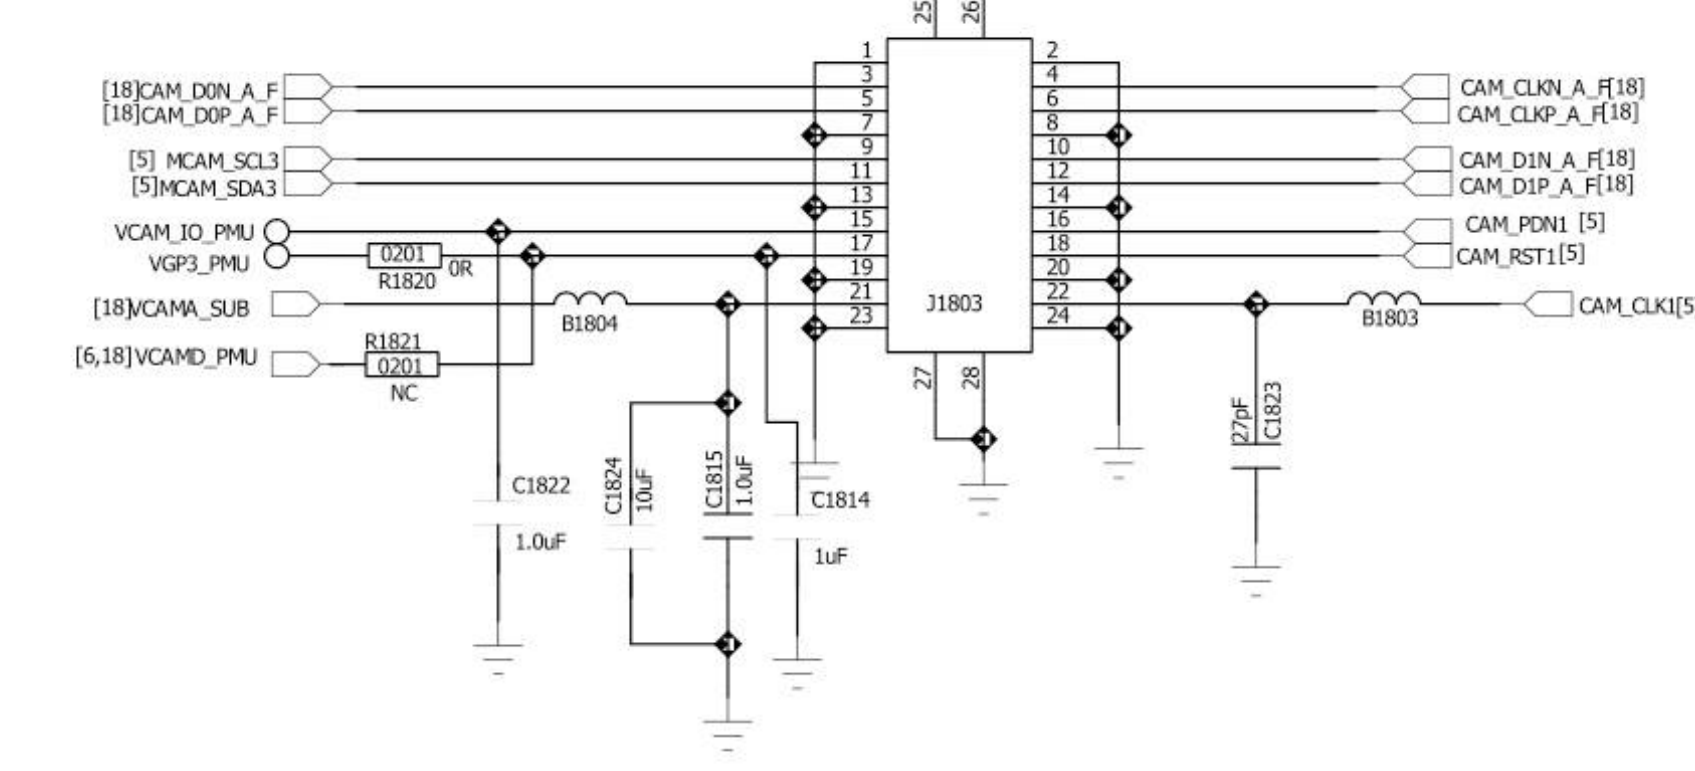 25 26
1 2
3 4
[18]CAM_D0N_A_F CAM_CLKN_A_F[18]
5 6
[18]CAM_D0P_A_F CAM_CLKP_A_F[18]
7 8
9 10
[5] MCAM_SCL3 CAM_D1N_A_F[18]
11 12
[5]MCAM_SDA3 CAM_D1P_A_F[18]
13 14
15 16
VCAM_IO_PMU CAM_PDN1 [5]
17 18
VGP3_PMU 0201 0R CAM_RST1[5]
R1820
19 20
21 22
[18]VCAMA_SUB J1803 CAM_CLK1[5
B1804 23 24 B1803
R1821
[6,18]VCAMD_PMU 0201
NC
27 28
27pF C1823
C1822 C1824 10uF C1815 1.0uF C1814
1.0uF 1uF